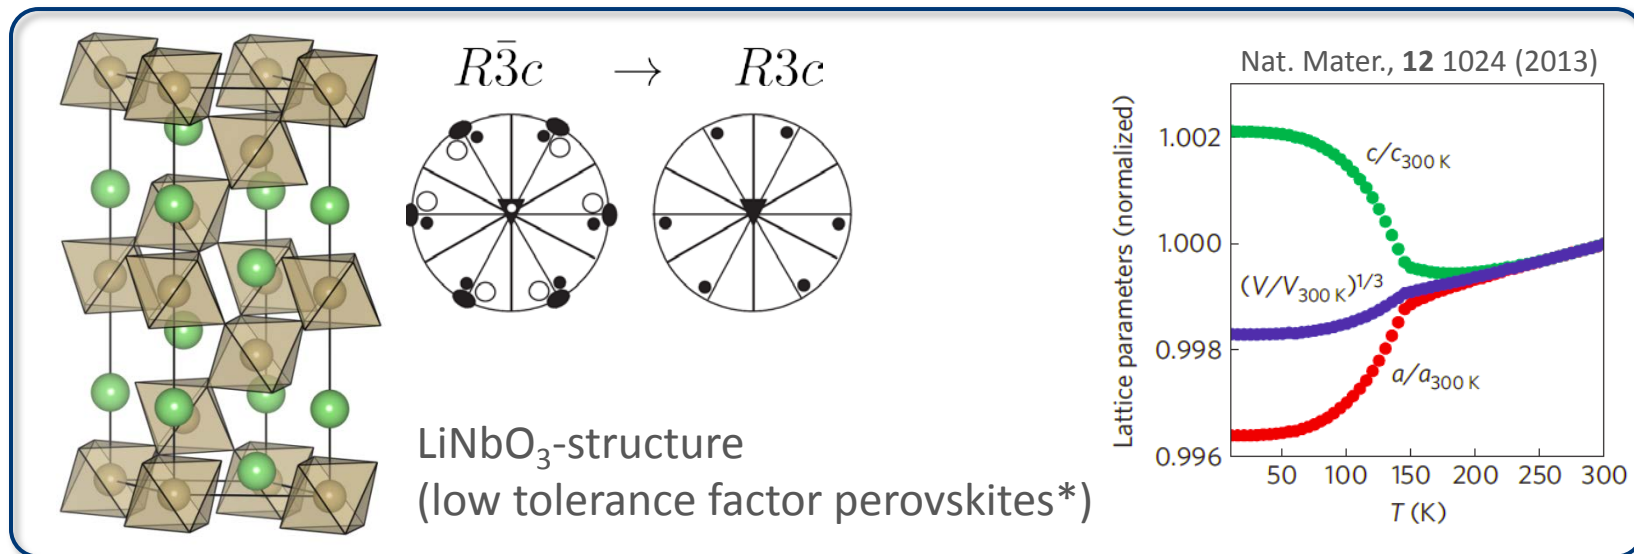 R3̄c → R3c
LiNbO₃-structure
(low tolerance factor perovskites*)
Nat. Mater., 12 1024 (2013)
Lattice parameters (normalized)
1.002
1.000
0.998
0.996
c/c₃₀₀ K
(V/V₃₀₀ K)¹/³
a/a₃₀₀ K
50 100 150 200 250 300
T (K)